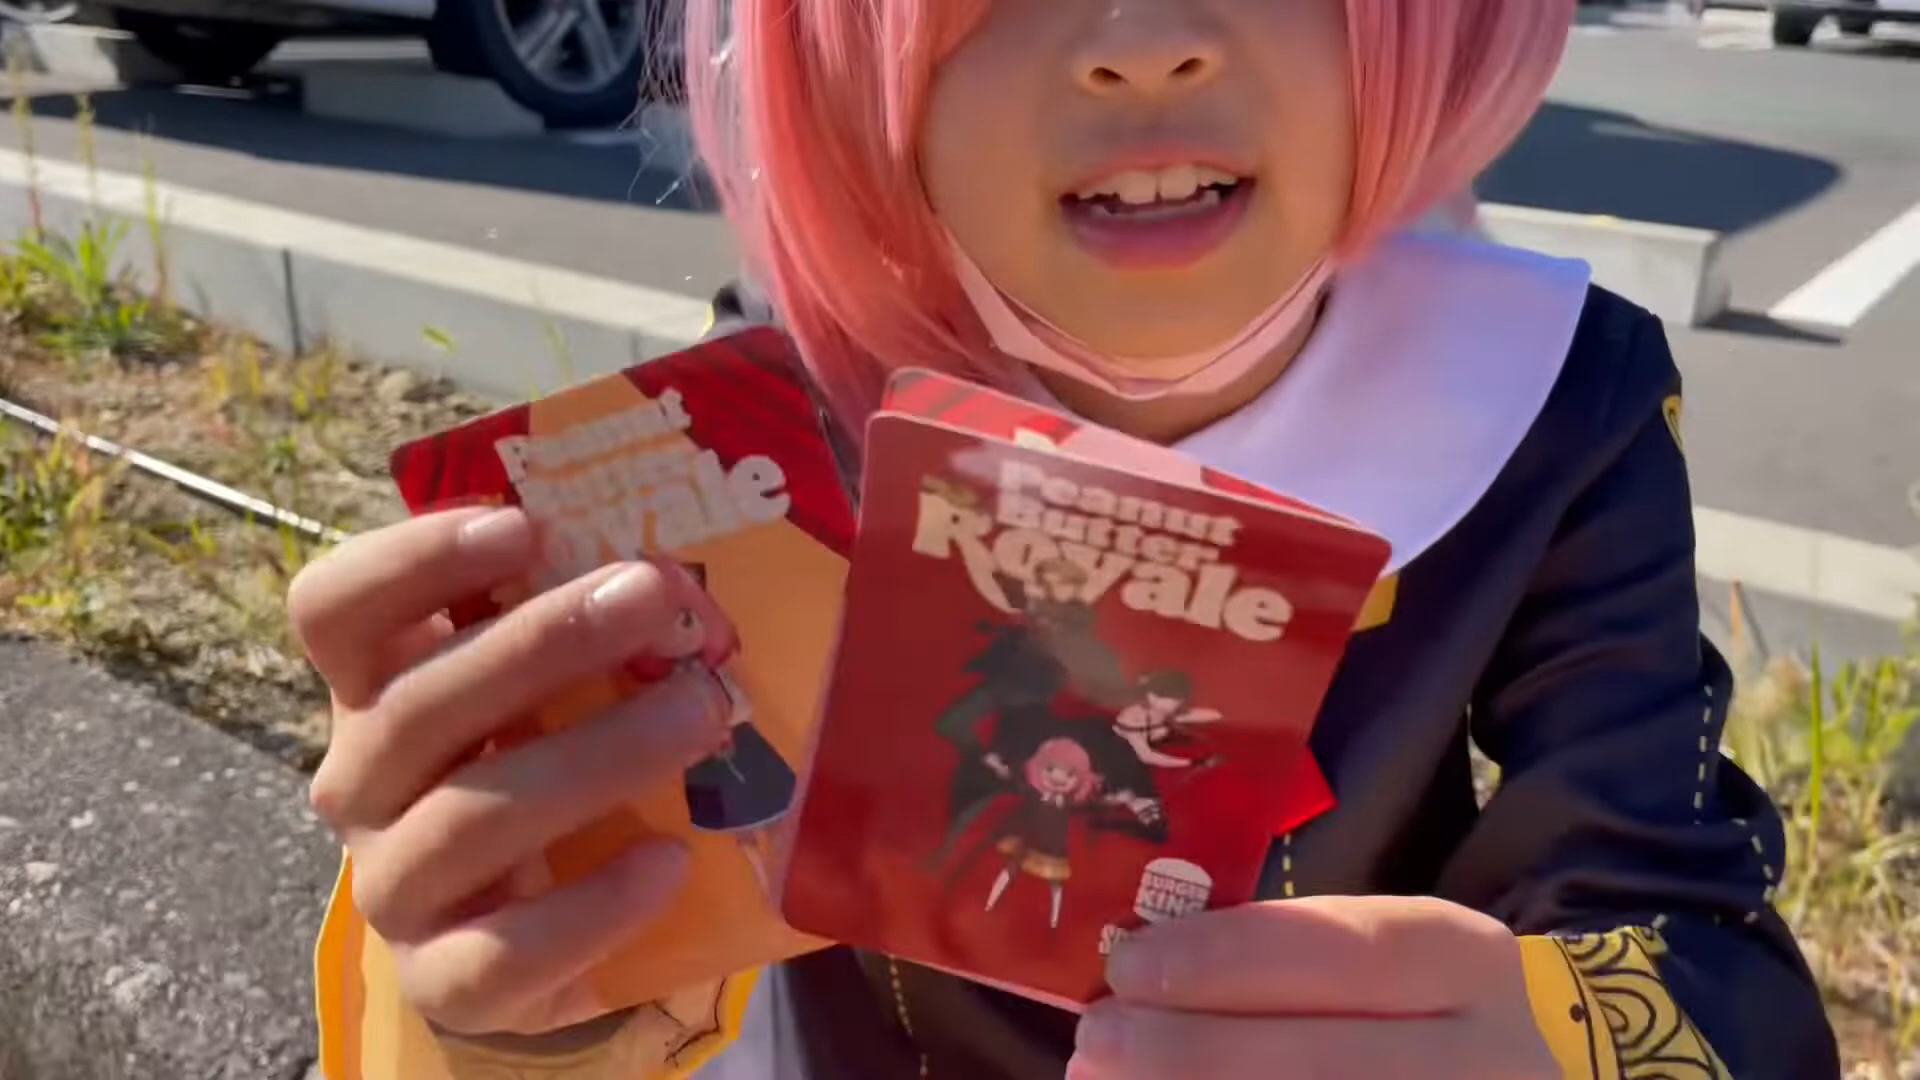 Peanut
Butter
Royale
Peanut
Butter
Royale
BURGER
KING